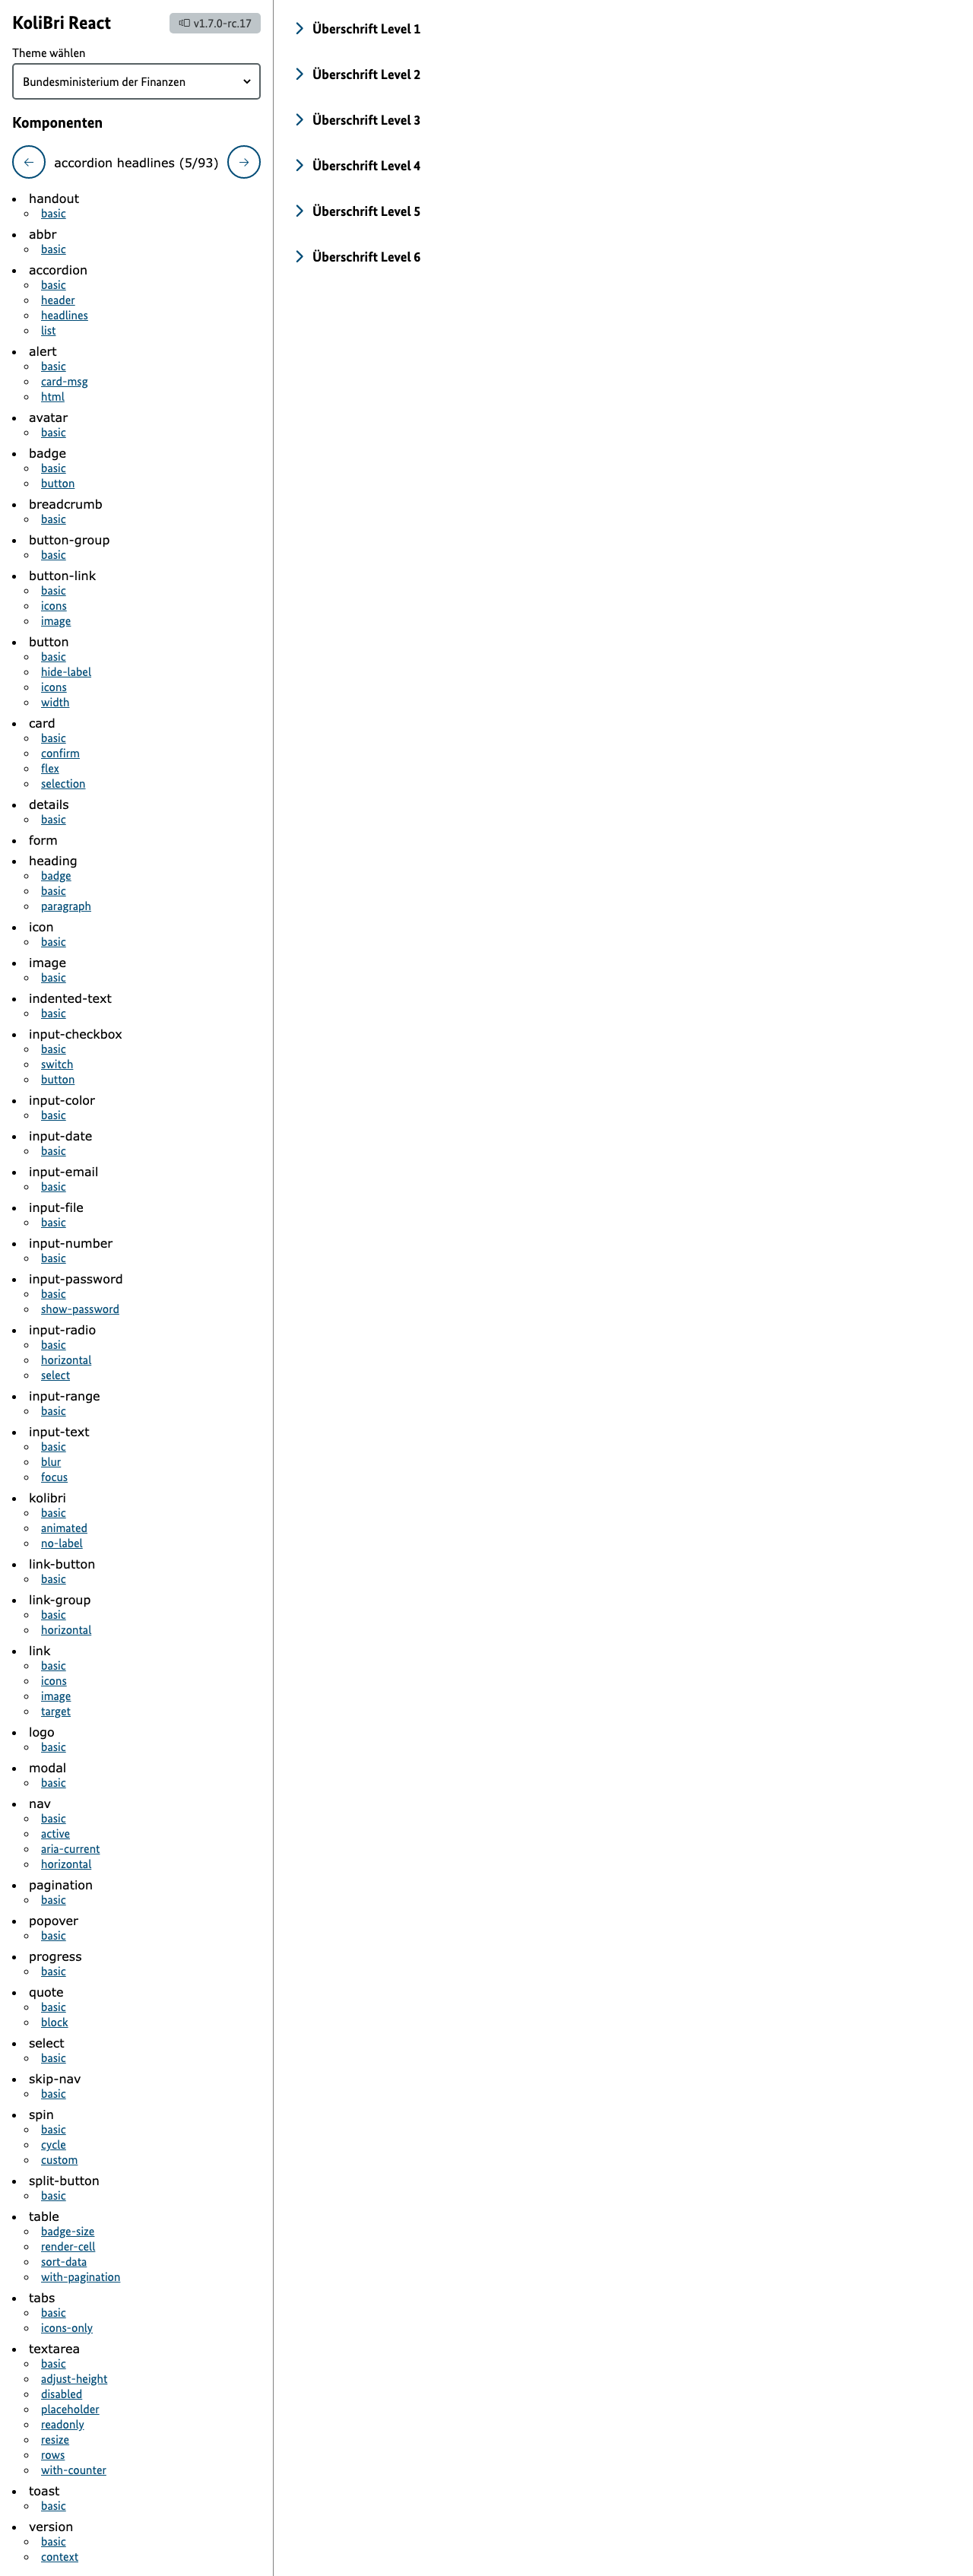 KoliBri React
v1.7.0-rc.17
Theme wählen
Bundesministerium der Finanzen
Komponenten
accordion headlines (5/93)
handout
basic
abbr
basic
accordion
basic
header
headlines
list
alert
basic
card-msg
html
avatar
basic
badge
basic
button
breadcrumb
basic
button-group
basic
button-link
basic
icons
image
button
basic
hide-label
icons
width
card
basic
confirm
flex
selection
details
basic
form
heading
badge
basic
paragraph
icon
basic
image
basic
indented-text
basic
input-checkbox
basic
switch
button
input-color
basic
input-date
basic
input-email
basic
input-file
basic
input-number
basic
input-password
basic
show-password
input-radio
basic
horizontal
select
input-range
basic
input-text
basic
blur
focus
kolibri
basic
animated
no-label
link-button
basic
link-group
basic
horizontal
link
basic
icons
image
target
logo
basic
modal
basic
nav
basic
active
aria-current
horizontal
pagination
basic
popover
basic
progress
basic
quote
basic
block
select
basic
skip-nav
basic
spin
basic
cycle
custom
split-button
basic
table
badge-size
render-cell
sort-data
with-pagination
tabs
basic
icons-only
textarea
basic
adjust-height
disabled
placeholder
readonly
resize
rows
with-counter
toast
basic
version
basic
context
Überschrift Level 1
Überschrift Level 2
Überschrift Level 3
Überschrift Level 4
Überschrift Level 5
Überschrift Level 6